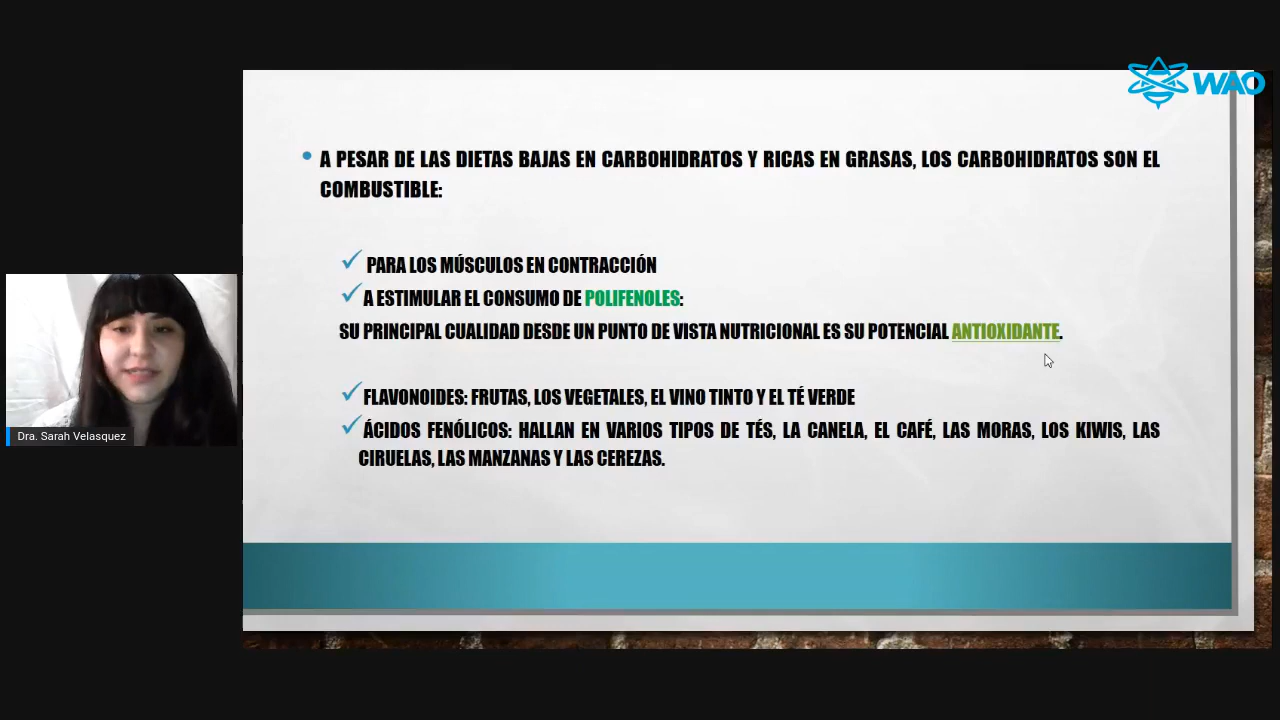 WAO
• A PESAR DE LAS DIETAS BAJAS EN CARBOHIDRATOS Y RICAS EN GRASAS, LOS CARBOHIDRATOS SON EL
COMBUSTIBLE:
✓ PARA LOS MÚSCULOS EN CONTRACCIÓN
✓ A ESTIMULAR EL CONSUMO DE POLIFENOLES:
SU PRINCIPAL CUALIDAD DESDE UN PUNTO DE VISTA NUTRICIONAL ES SU POTENCIAL ANTIOXIDANTE.
✓ FLAVONOIDES: FRUTAS, LOS VEGETALES, EL VINO TINTO Y EL TÉ VERDE
✓ ÁCIDOS FENÓLICOS: HALLAN EN VARIOS TIPOS DE TÉS, LA CANELA, EL CAFÉ, LAS MORAS, LOS KIWIS, LAS
CIRUELAS, LAS MANZANAS Y LAS CEREZAS.
Dra. Sarah Velasquez